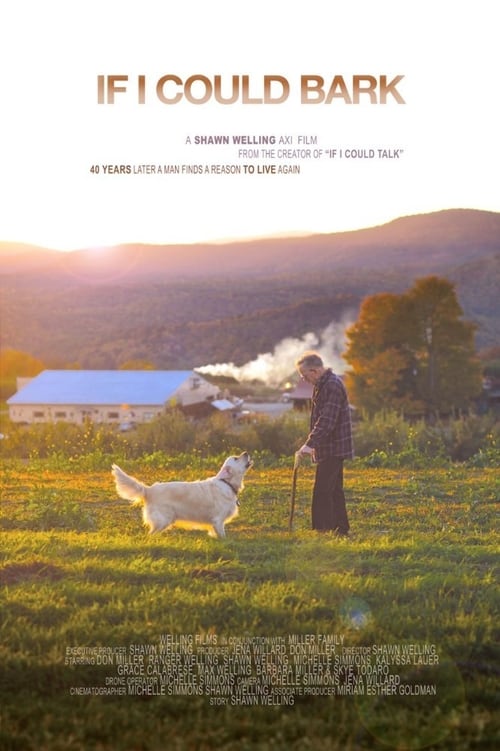 IF I COULD BARK
A SHAWN WELLING AXI FILM
FROM THE CREATOR OF “IF I COULD TALK”
40 YEARS LATER A MAN FINDS A REASON TO LIVE AGAIN
WELLING FILMS IN CONJUNCTION WITH MILLER FAMILY
EXECUTIVE PROUCER SHAWN WELLING PRODUCER JENA WILLARD DON MILLER DIRECTOR SHAWN WELLING
STARRING DON MILLER RANGER WELLING SHAWN WELLING MICHELLE SIMMONS KALYSSA LAUER
GRACE CALABRESE MAX WELLING BARBARA MILLER & SKYE TODARO
DRONE OPERATOR MICHELLE SIMMONS CAMERA MICHELLE SIMMONS JENA WILLARD
CINEMATOGRAPHER MICHELLE SIMMONS SHAWN WELLING ASSOCIATE PRODUCER MIRIAM ESTHER GOLDMAN
STORY SHAWN WELLING